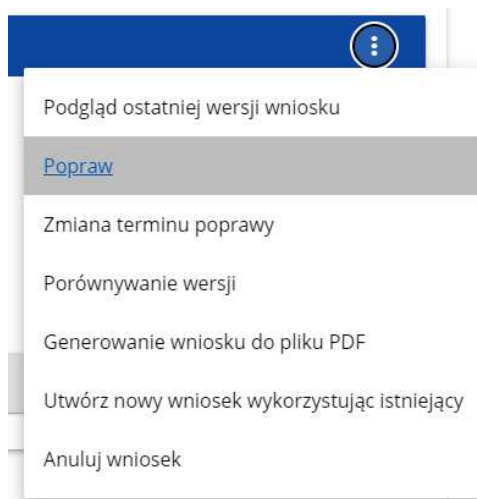 Podgląd ostatniej wersji wniosku
Popraw
Zmiana terminu poprawy
Porównywanie wersji
Generowanie wniosku do pliku PDF
Utwórz nowy wniosek wykorzystując istniejący
Anuluj wniosek